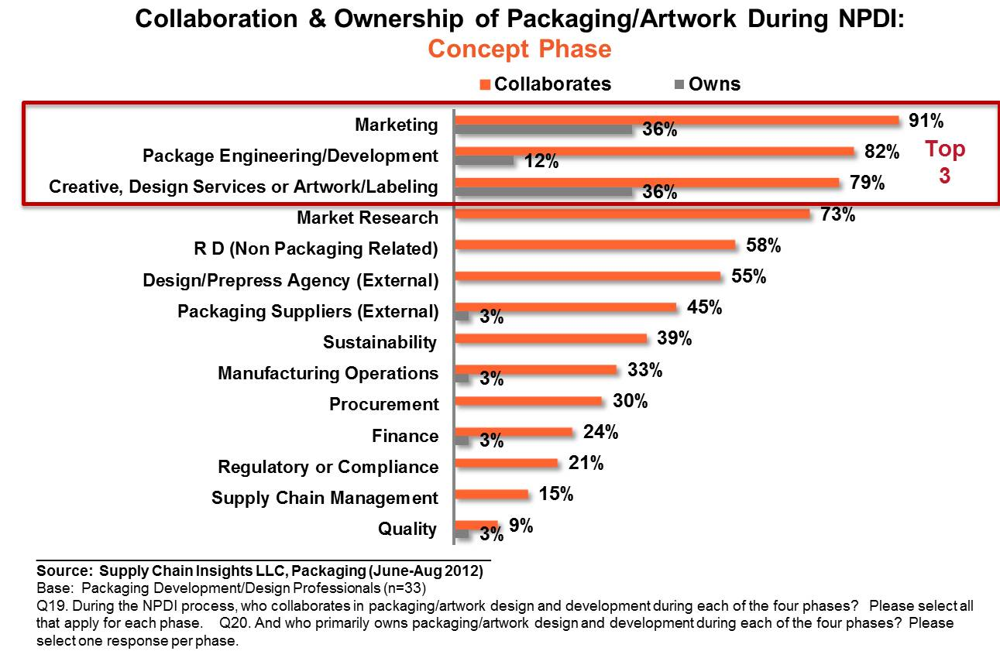 Collaboration & Ownership of Packaging/Artwork During NPDI:
Concept Phase
Collaborates Owns
Marketing 91%
36%
Package Engineering/Development 82%
12%
Creative, Design Services or Artwork/Labeling 79%
36%
Top
3
Market Research 73%
R D (Non Packaging Related) 58%
Design/Prepress Agency (External) 55%
Packaging Suppliers (External) 45%
3%
Sustainability 39%
Manufacturing Operations 33%
3%
Procurement 30%
Finance 24%
3%
Regulatory or Compliance 21%
Supply Chain Management 15%
Quality 9%
3%
Source: Supply Chain Insights LLC, Packaging (June-Aug 2012)
Base: Packaging Development/Design Professionals (n=33)
Q19. During the NPDI process, who collaborates in packaging/artwork design and development during each of the four phases? Please select all
that apply for each phase. Q20. And who primarily owns packaging/artwork design and development during each of the four phases? Please
select one response per phase.